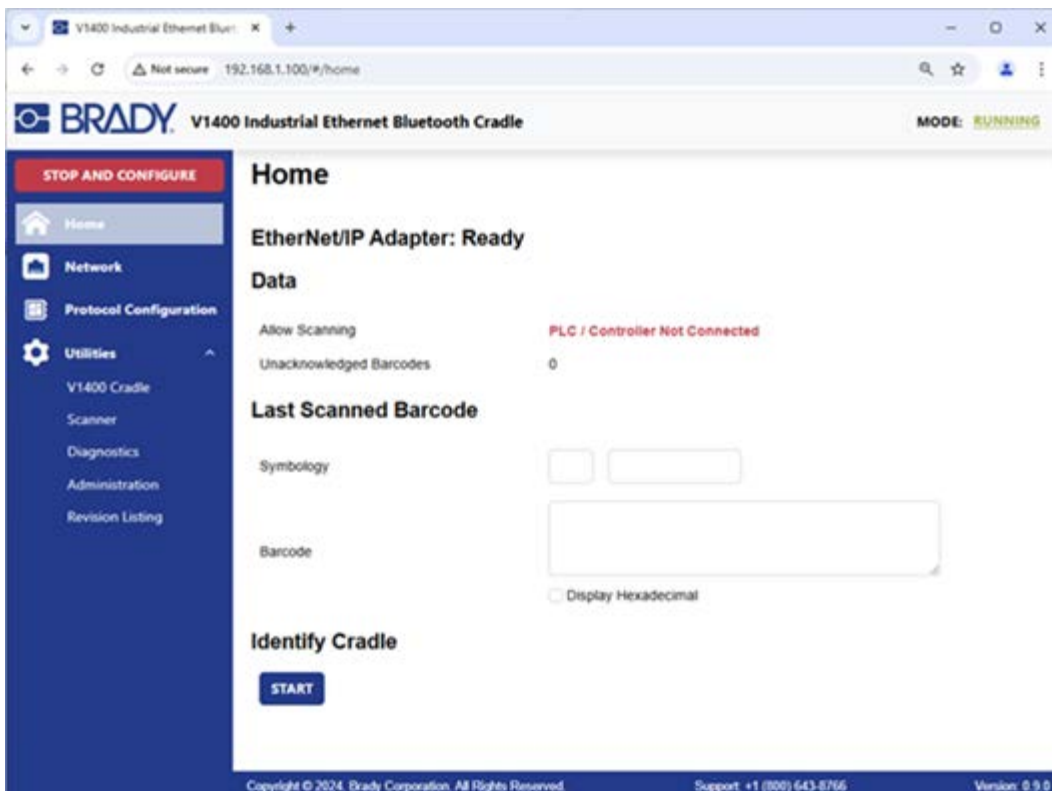 V1400 Industrial Ethernet Bluet
Not secure 192.168.1.100/#/home
BRADY. V1400 Industrial Ethernet Bluetooth Cradle MODE: RUNNING
STOP AND CONFIGURE
Home
Network
Protocol Configuration
Utilities
V1400 Cradle
Scanner
Diagnostics
Administration
Revision Listing
Home
EtherNet/IP Adapter: Ready
Data
Allow Scanning PLC / Controller Not Connected
Unacknowledged Barcodes 0
Last Scanned Barcode
Symbology
Barcode
Display Hexadecimal
Identify Cradle
START
Copyright © 2024. Brady Corporation. All Rights Reserved. Support: +1 (800) 643-8766 Version: 0.9.0